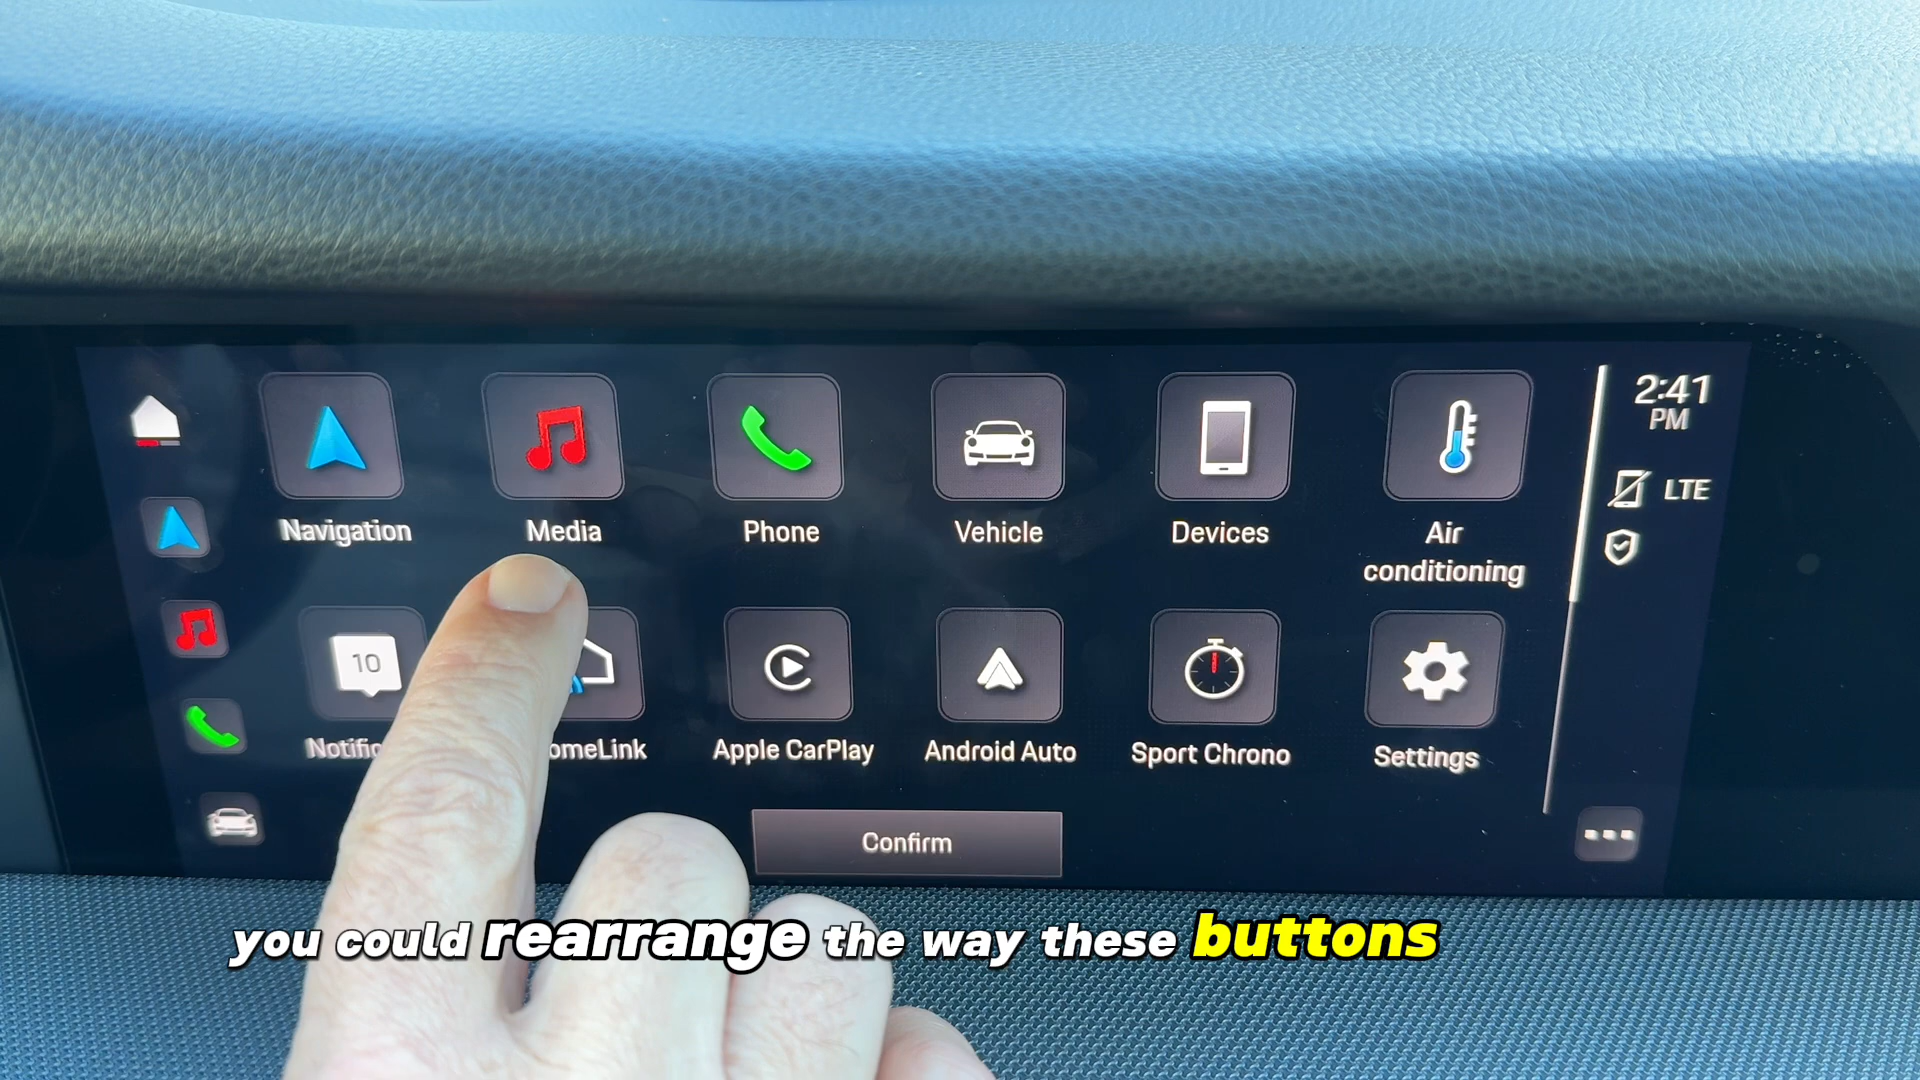 2:41
PM
LTE
Navigation
Media
Phone
Vehicle
Devices
Air
conditioning
10
Apple CarPlay
Android Auto
Sport Chrono
Settings
Confirm
you could rearrange the way these buttons